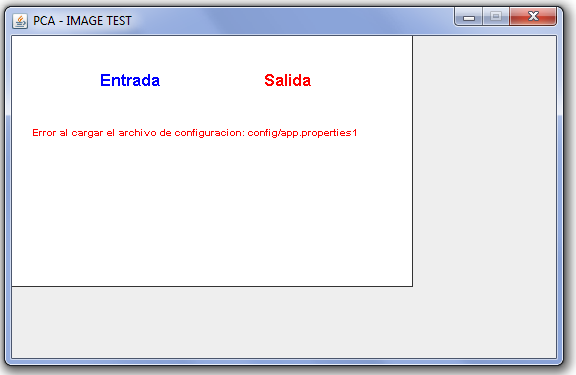 PCA - IMAGE TEST
Entrada Salida
Error al cargar el archivo de configuracion: config/app.properties1